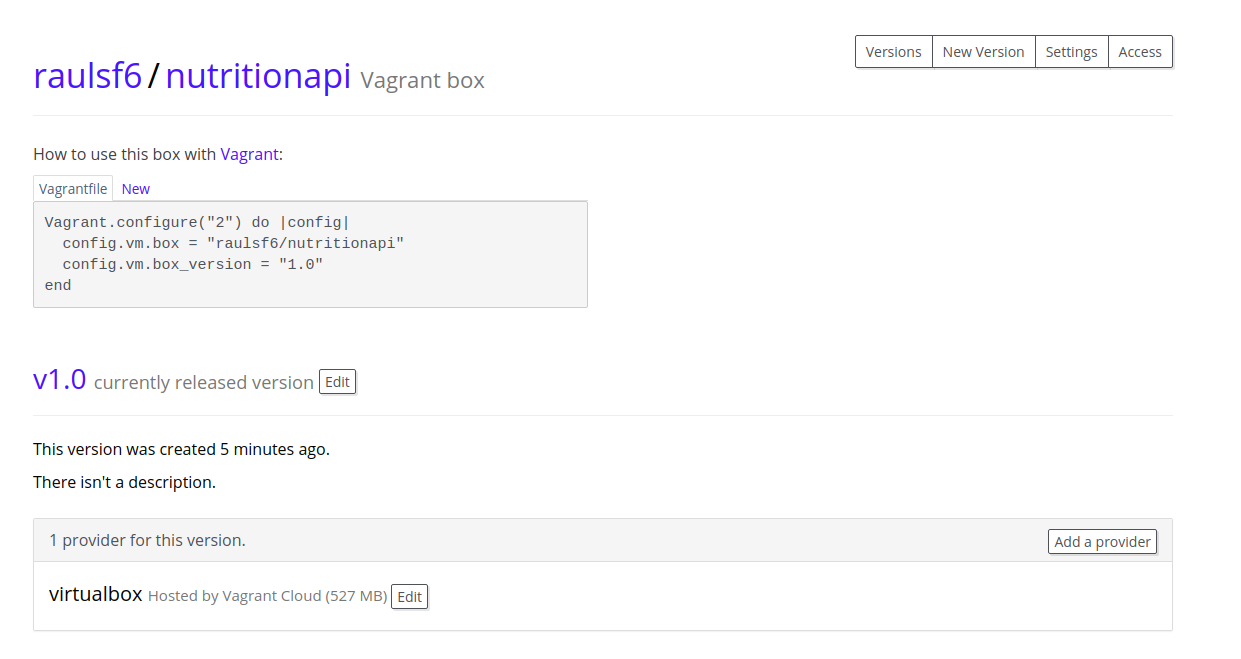 Versions New Version Settings Access
raulsf6/nutritionapi Vagrant box
How to use this box with Vagrant:
Vagrantfile New
Vagrant.configure("2") do |config|
  config.vm.box = "raulsf6/nutritionapi"
  config.vm.box_version = "1.0"
end
v1.0 currently released version Edit
This version was created 5 minutes ago.
There isn't a description.
1 provider for this version. Add a provider
virtualbox Hosted by Vagrant Cloud (527 MB) Edit